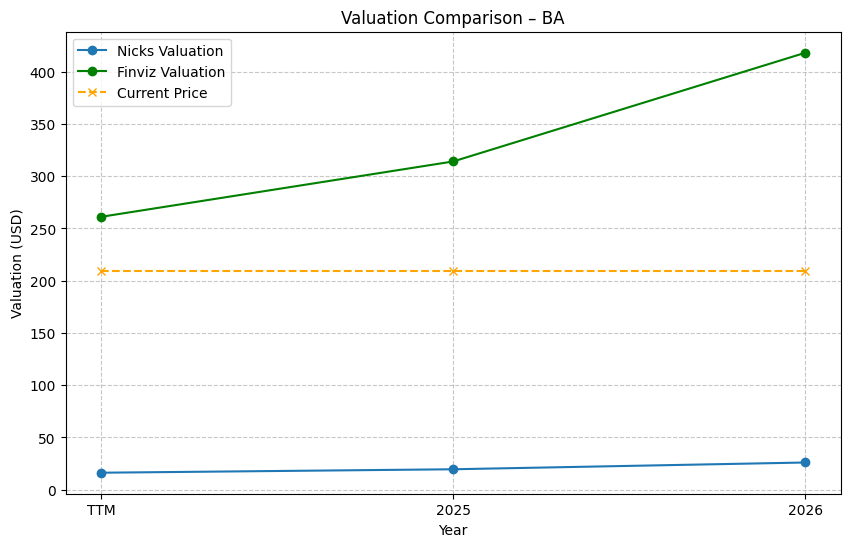 Valuation Comparison – BA
Nicks Valuation
Finviz Valuation
Current Price
Valuation (USD)
400
350
300
250
200
150
100
50
0
TTM
2025
2026
Year